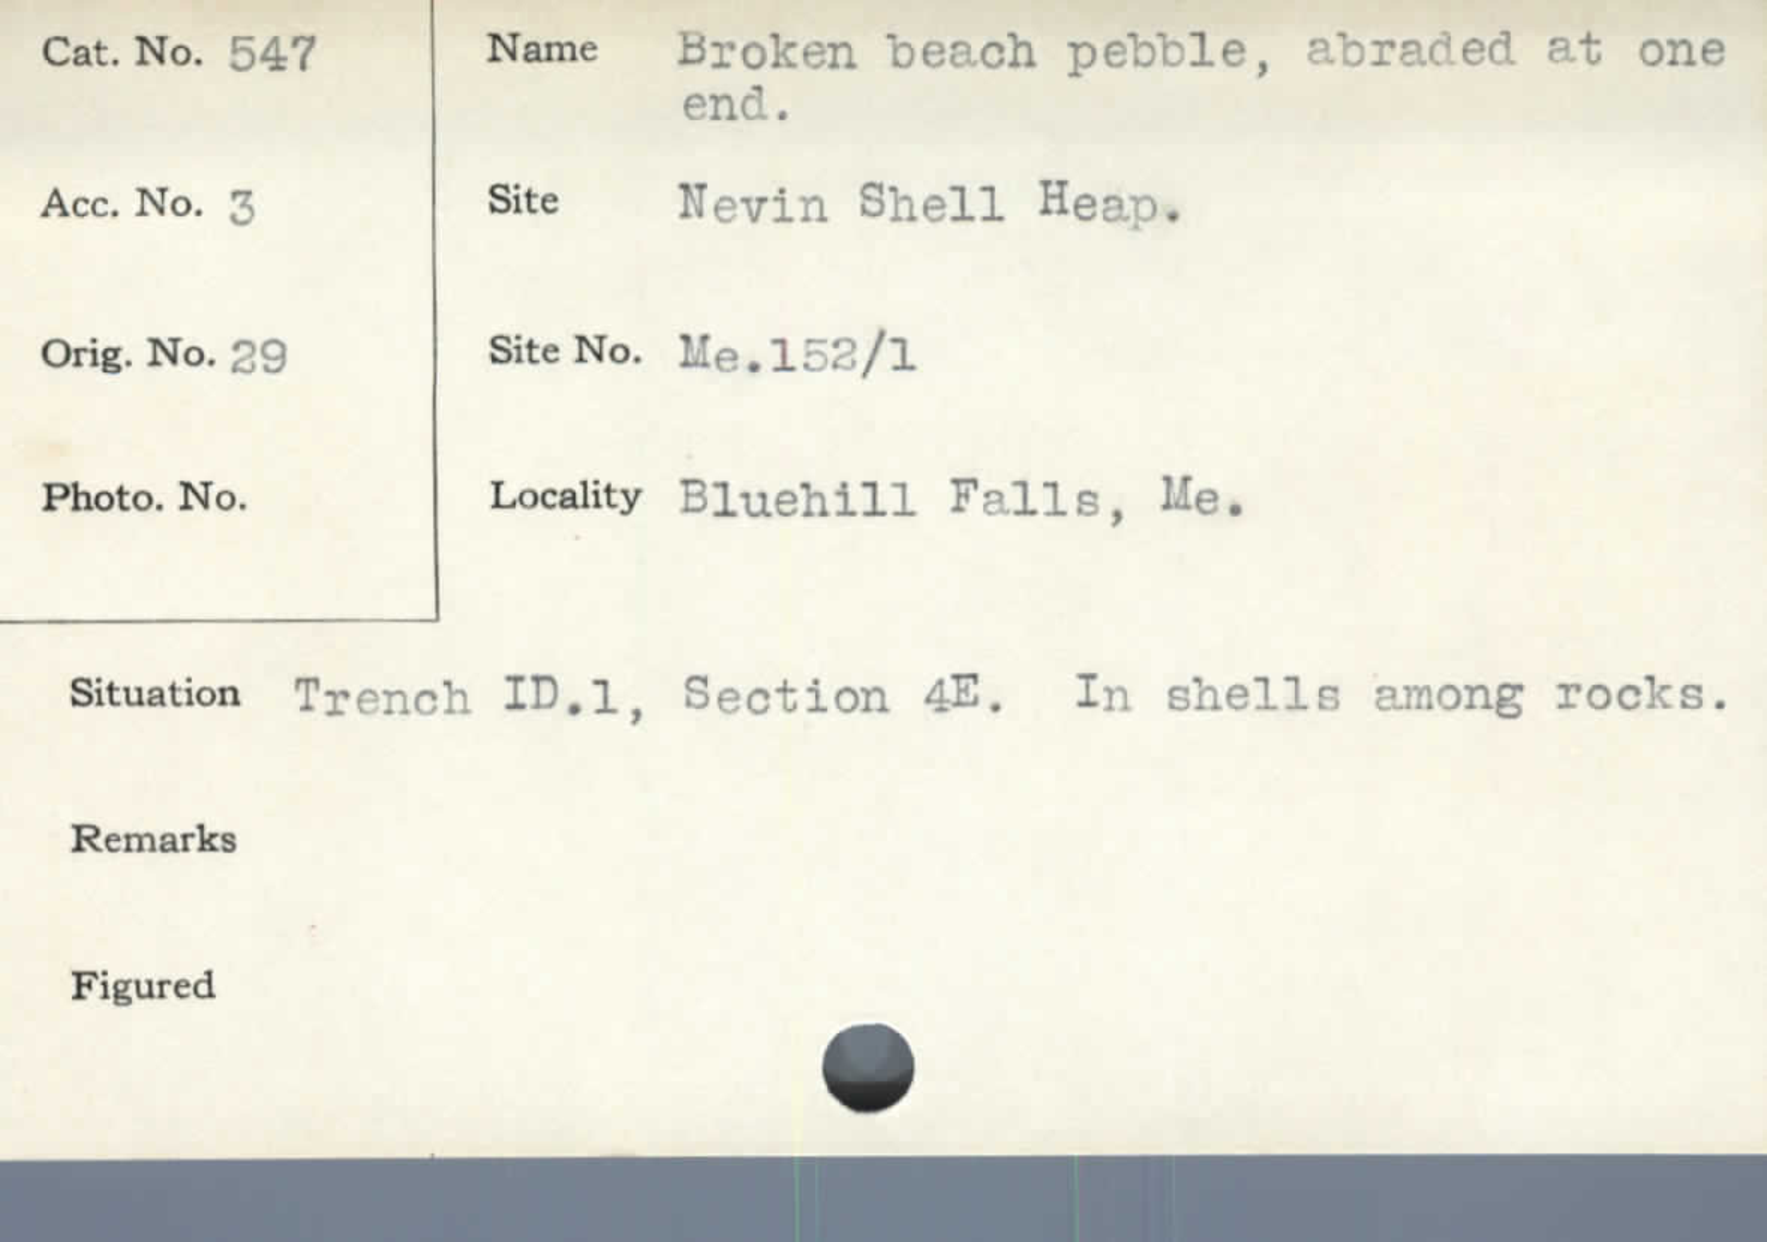 Cat. No. 547
Name Broken beach pebble, abraded at one
end.
Acc. No. 3
Site Nevin Shell Heap.
Orig. No. 29
Site No. Me.152/1
Photo. No.
Locality Bluehill Falls, Me.
Situation Trench ID.1, Section 4E. In shells among rocks.
Remarks
Figured